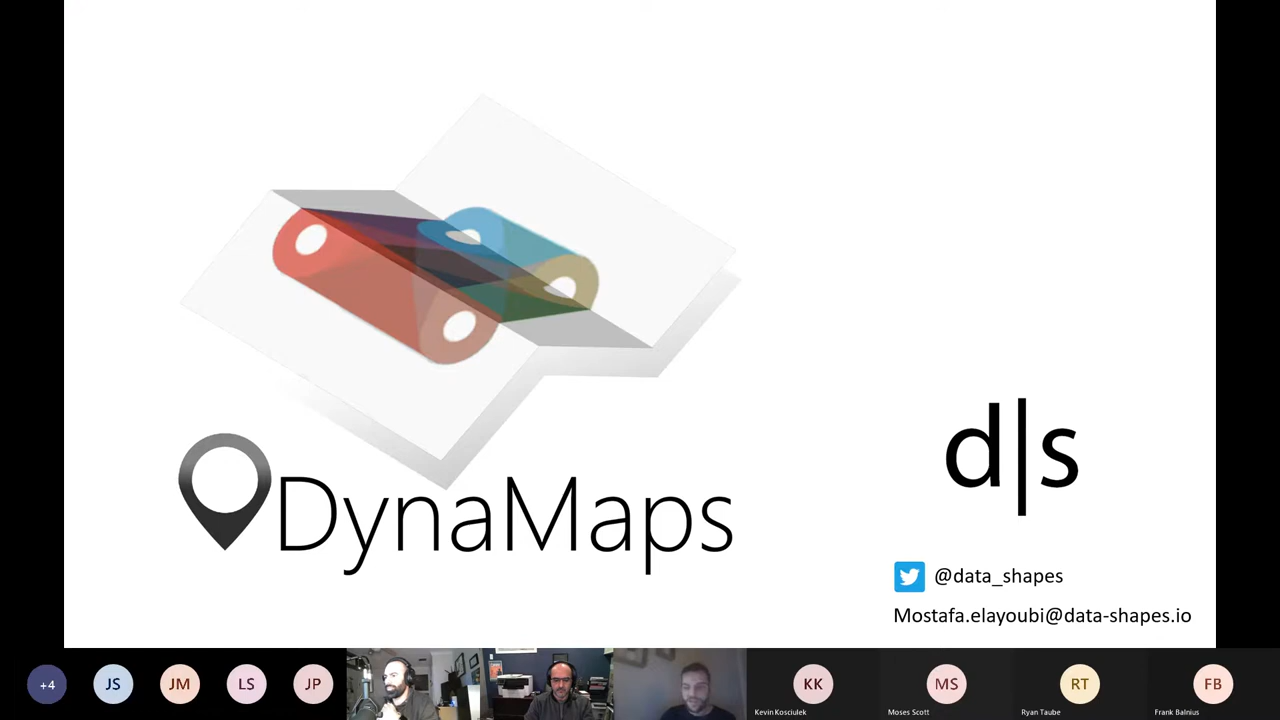 DynaMaps
d|s
@data_shapes
Mostafa.elayoubi@data-shapes.io
+4
JS
JM
LS
JP
KK
MS
RT
FB
Kevin Kosciulek
Moses Scott
Ryan Taube
Frank Balnius